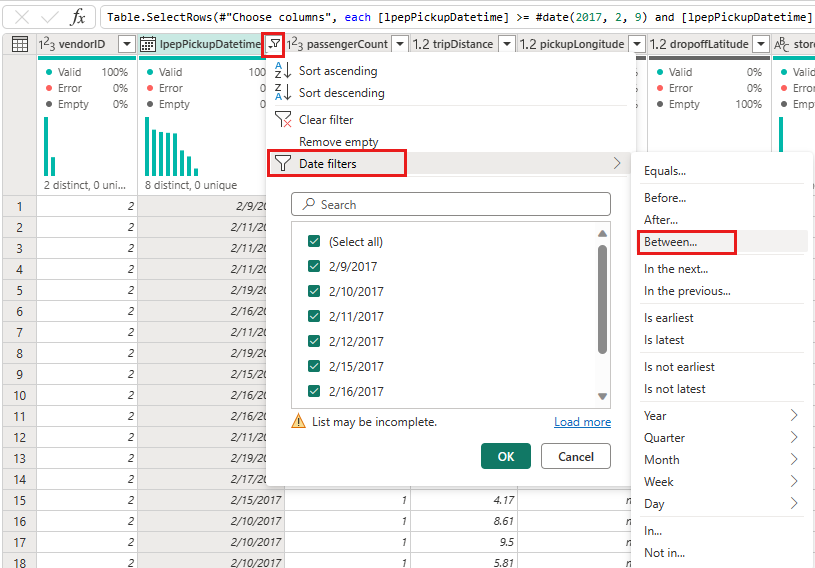 fx Table.SelectRows(#"Choose columns", each [lpepPickupDatetime] >= #date(2017, 2, 9) and [lpepPickupDatetime]
123 vendorID lpepPickupDatetime 123 passengerCount 1.2 tripDistance 1.2 pickupLongitude 1.2 dropoffLatitude ABC store
Valid 100% Valid 100 Valid 0% Valid
Error 0% Error 0 Error 0% Error
Empty 0% Empty 0 Empty 100% Empty
2 distinct, 0 uni... 8 distinct, 0 unique
AZ Sort ascending
ZA Sort descending
Clear filter
Remove empty
Date filters
Search
(Select all)
2/9/2017
2/10/2017
2/11/2017
2/12/2017
2/15/2017
2/16/2017
List may be incomplete. Load more
OK Cancel
Equals...
Before...
After...
Between...
In the next...
In the previous...
Is earliest
Is latest
Is not earliest
Is not latest
Year
Quarter
Month
Week
Day
In...
Not in...
1 2 2/9/20
2 2 2/11/20
3 2 2/11/20
4 2 2/11/20
5 2 2/19/20
6 2 2/16/20
7 2 2/11/20
8 2 2/19/20
9 2 2/15/20
10 2 2/16/20
11 2 2/16/20
12 2 2/11/20
13 2 2/19/20
14 2 2/17/20
15 2 2/15/2017 1 4.17 n
16 2 2/10/2017 1 8.61 n
17 2 2/10/2017 1 9.5 n
18 2 2/10/2017 1 5.81 n